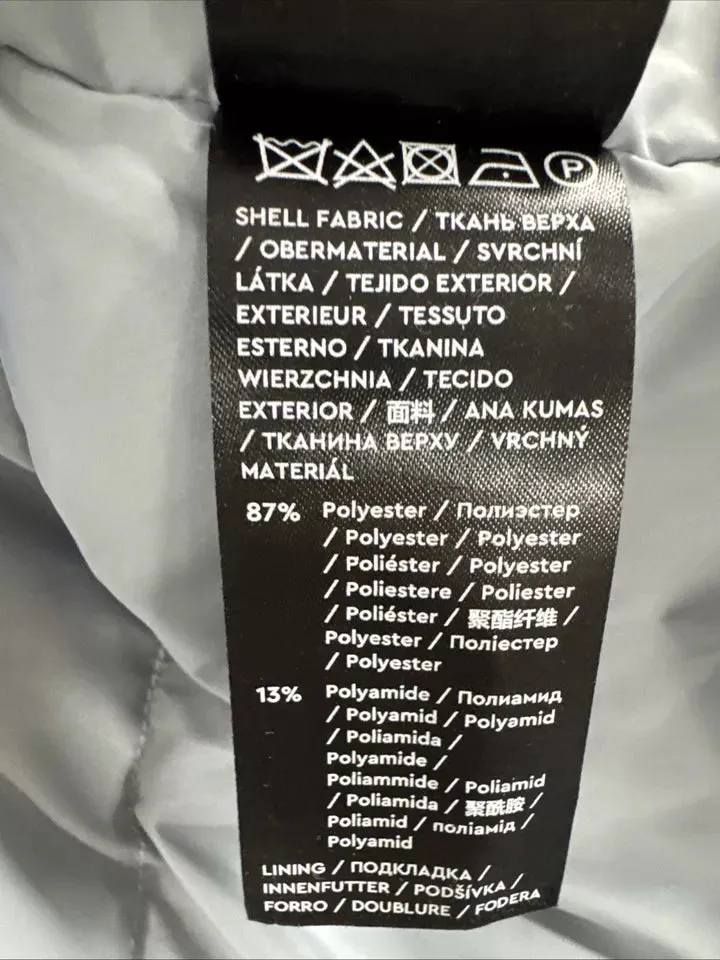 P
SHELL FABRIC / ТКАНЬ ВЕРХА
/ OBERMATERIAL / SVRCHNÍ
LÁTKA / TEJIDO EXTERIOR /
EXTERIEUR / TESSUTO
ESTERNO / TKANINA
WIERZCHNIA / TECIDO
EXTERIOR / 面料 / ANA KUMAS
/ ТКАНИНА ВЕРХУ / VRCHNÝ
MATERIÁL
87% Polyester / Полиэстер
/ Polyester / Polyester
/ Poliéster / Polyester
/ Poliestere / Poliester
/ Poliéster / 聚酯纤维 /
Polyester / Поліестер
/ Polyester
13% Polyamide / Полиамид
/ Polyamid / Polyamid
/ Poliamida /
Polyamide /
Poliammide / Poliamid
/ Poliamida / 聚酰胺 /
Poliamid / поліамід /
Polyamid
LINING / ПОДКЛАДКА /
INNENFUTTER / PODŠÍVKA /
FORRO / DOUBLURE / FODERA